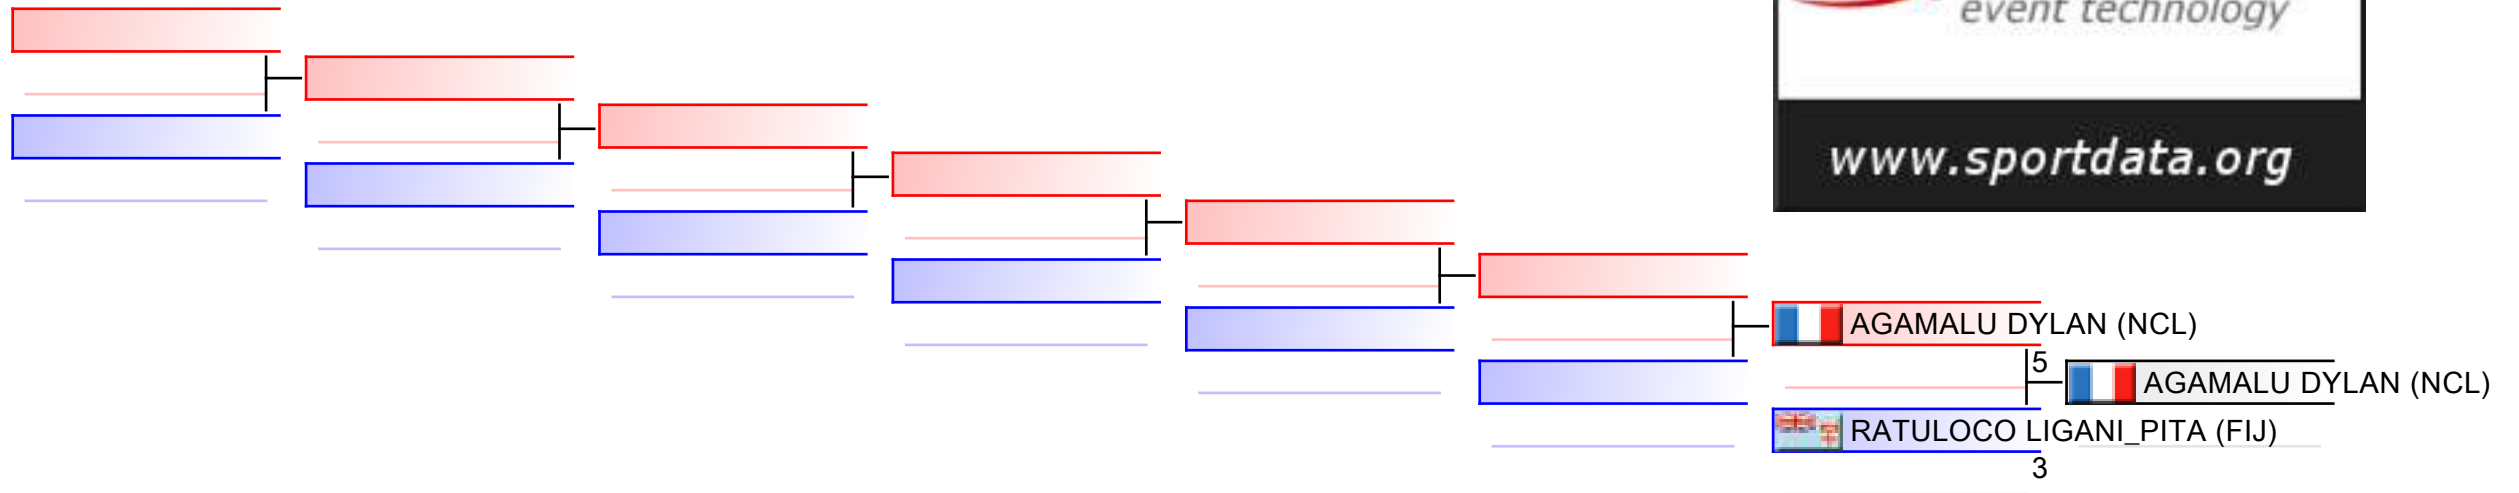 event technology
www.sportdata.org
AGAMALU DYLAN (NCL)
5
AGAMALU DYLAN (NCL)
RATULOCO LIGANI_PITA (FIJ)
3